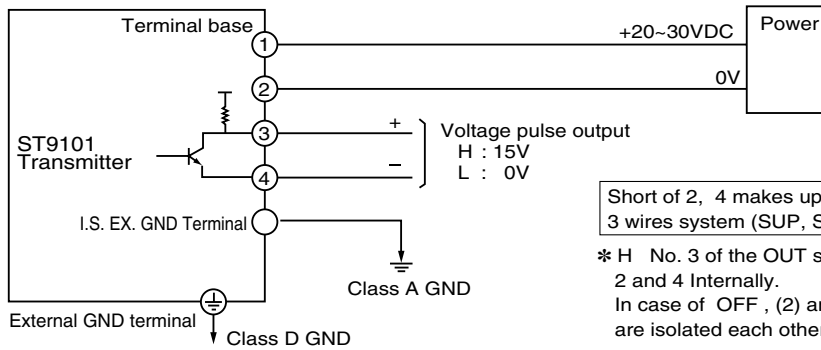 Terminal base
1
+20~30VDC
Power
2
0V
ST9101
Transmitter
3
+
4
−
Voltage pulse output
H : 15V
L : 0V
I.S. EX. GND Terminal
Class A GND
External GND terminal
Class D GND
Short of 2, 4 makes up
3 wires system (SUP, S
* H No. 3 of the OUT s
2 and 4 Internally.
In case of OFF , (2) an
are isolated each other